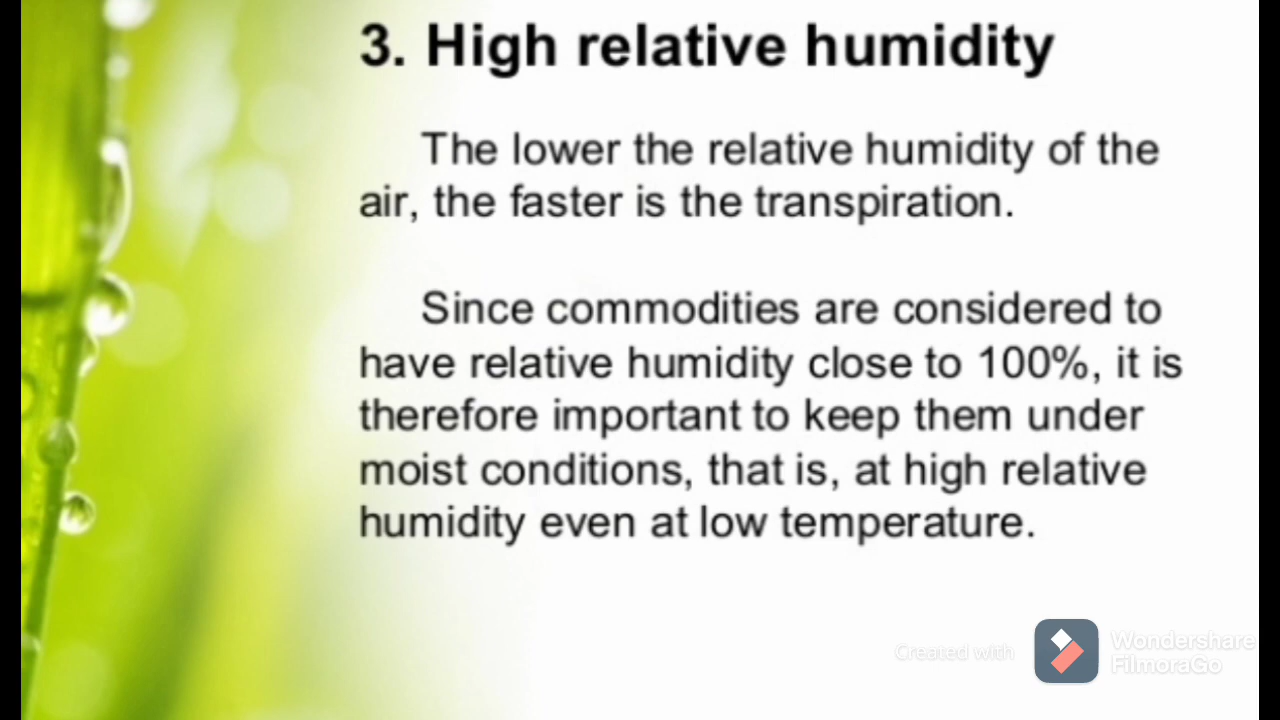 3. High relative humidity
The lower the relative humidity of the
air, the faster is the transpiration.
Since commodities are considered to
have relative humidity close to 100%, it is
therefore important to keep them under
moist conditions, that is, at high relative
humidity even at low temperature.
Created with
Wondershare
FilmoraGo